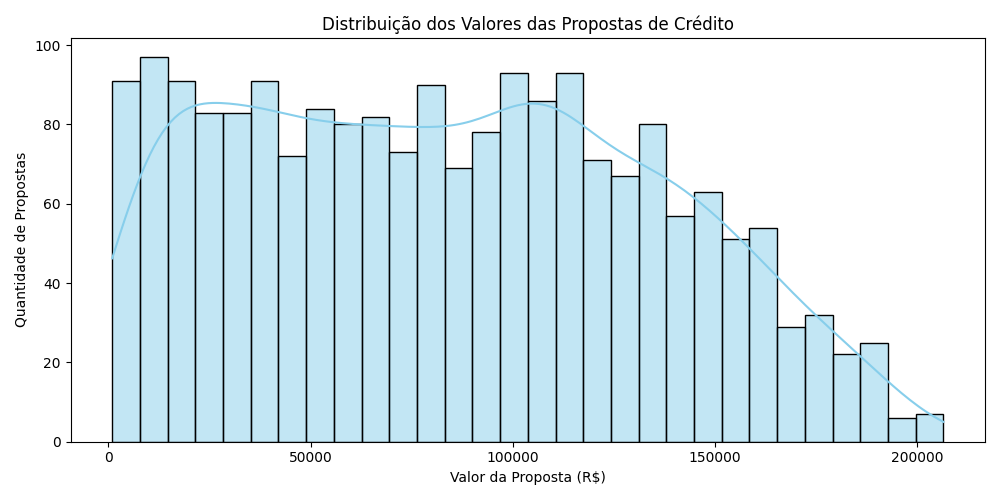 Distribuição dos Valores das Propostas de Crédito
Quantidade de Propostas
100
80
60
40
20
0
0 50000 100000 150000 200000
Valor da Proposta (R$)